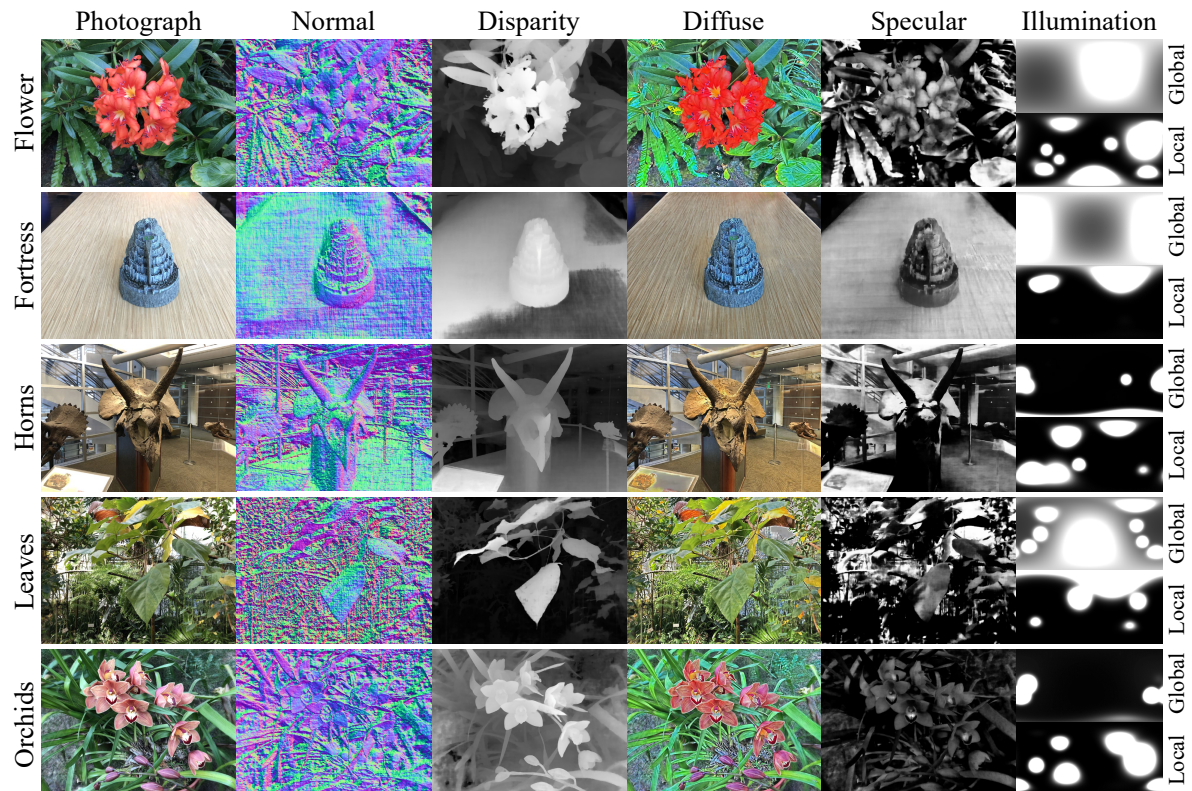 Photograph Normal Disparity Diffuse Specular Illumination
Flower
Global
Local
Fortress
Global
Local
Horns
Global
Local
Leaves
Global
Local
Orchids
Global
Local